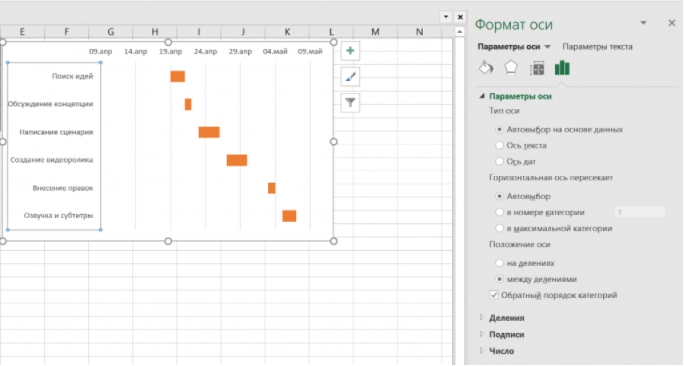 E F G H I J K L M N
09.апр 14.апр 19.апр 24.апр 29.апр 04.май 09.май
Поиск идей
Обсуждение концепции
Написание сценария
Создание видеоролика
Внесение правок
Озвучка и субтитры
Формат оси
Параметры оси Параметры текста
Параметры оси
Тип оси
Автовыбор на основе данных
Ось текста
Ось дат
Горизонтальная ось пересекает
Автовыбор
в номере категории 1
в максимальной категории
Положение оси
на делениях
между делениями
Обратный порядок категорий
Деления
Подписи
Число